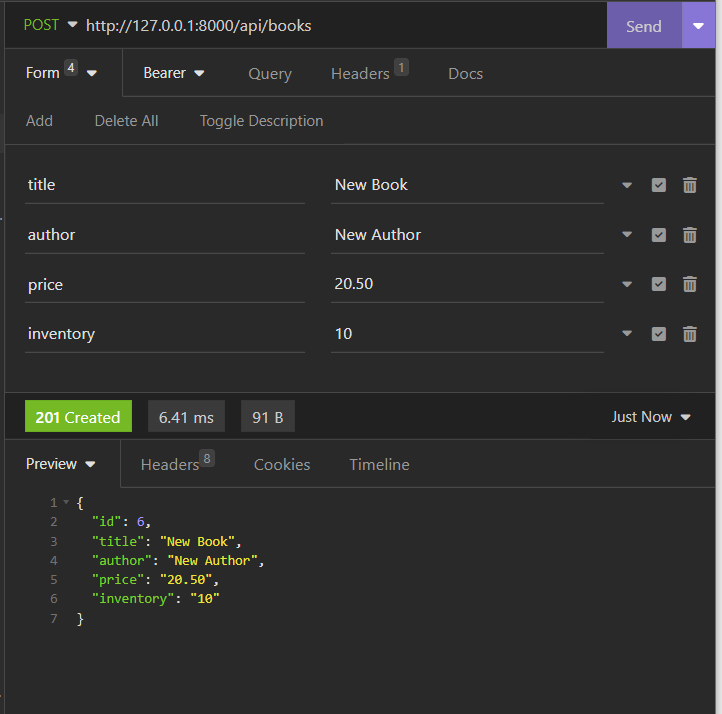 POST http://127.0.0.1:8000/api/books Send
Form 4 Bearer Query Headers 1 Docs
Add Delete All Toggle Description
title New Book
author New Author
price 20.50
inventory 10
201 Created 6.41 ms 91 B Just Now
Preview Headers 8 Cookies Timeline
1 {
2 "id": 6,
3 "title": "New Book",
4 "author": "New Author",
5 "price": "20.50",
6 "inventory": "10"
7 }